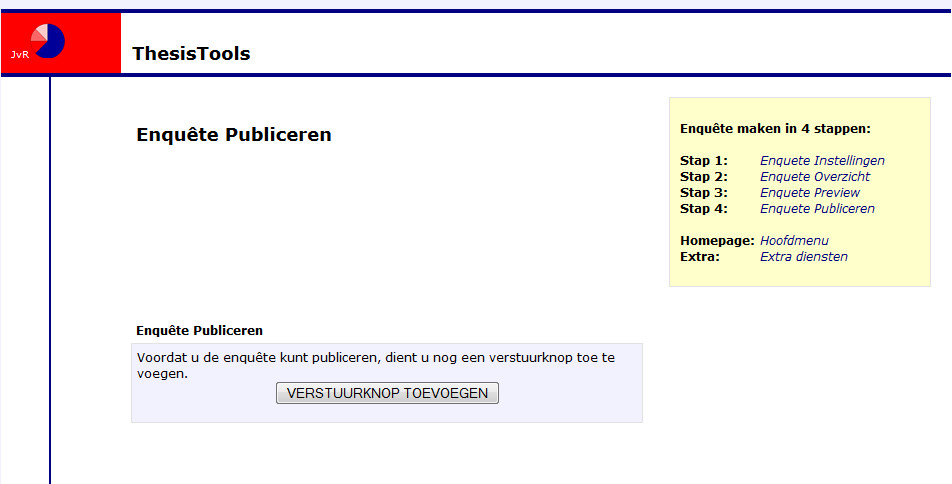 JvR
ThesisTools
Enquête Publiceren
Enquête maken in 4 stappen:
Stap 1: Enquete Instellingen
Stap 2: Enquete Overzicht
Stap 3: Enquete Preview
Stap 4: Enquete Publiceren
Homepage: Hoofdmenu
Extra: Extra diensten
Enquête Publiceren
Voordat u de enquête kunt publiceren, dient u nog een verstuurknop toe te
voegen.
VERSTUURKNOP TOEVOEGEN